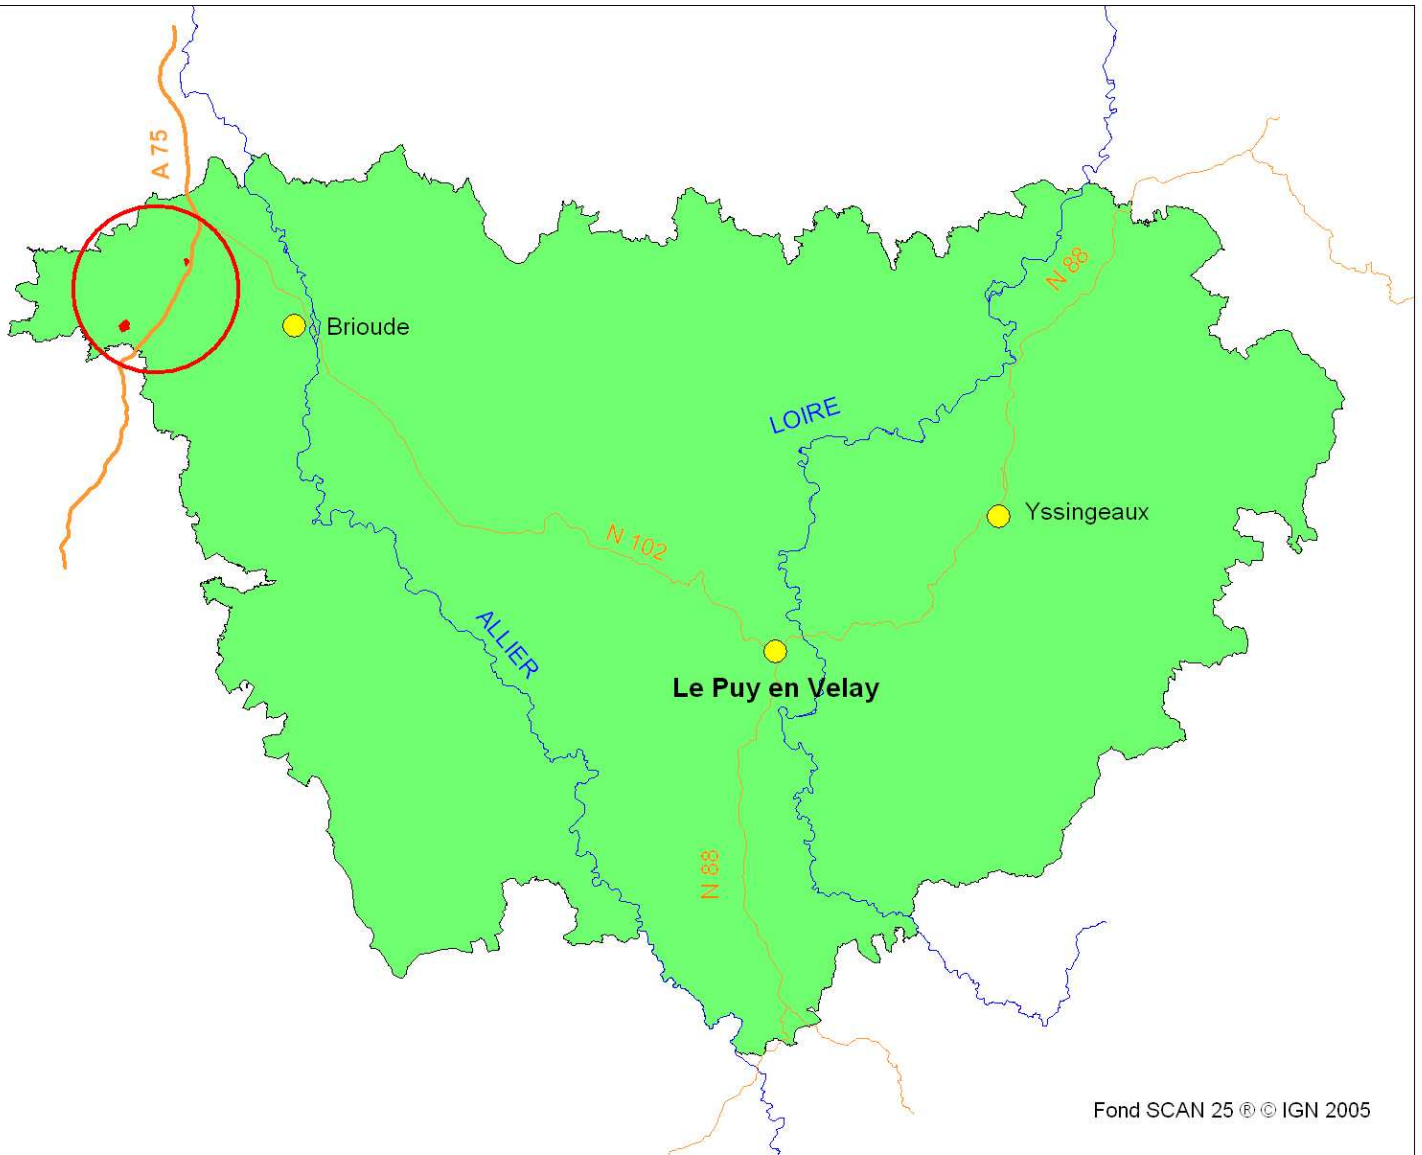 A 75
N 88
Brioude
LOIRE
Yssingeaux
N 102
ALLIER
Le Puy en Velay
N 88
Fond SCAN 25 ® © IGN 2005